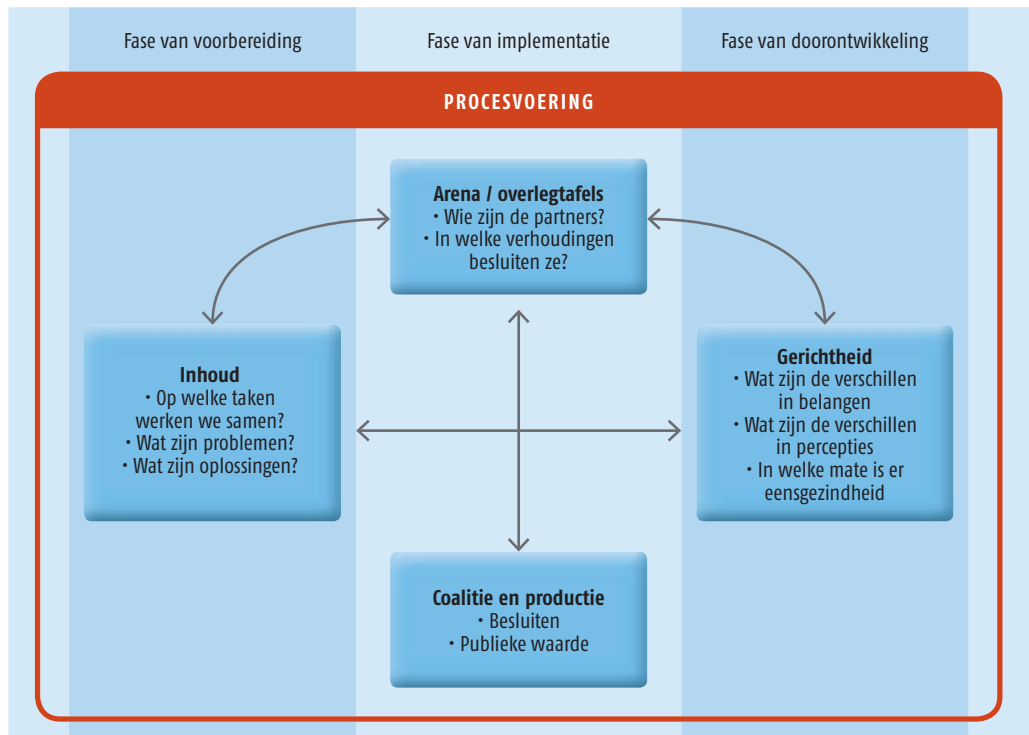 Fase van voorbereiding
Fase van implementatie
Fase van doorontwikkeling
PROCESVOERING
Arena / overlegtafels
• Wie zijn de partners?
• In welke verhoudingen
besluiten ze?
Inhoud
• Op welke taken
werken we samen?
• Wat zijn problemen?
• Wat zijn oplossingen?
Gerichtheid
• Wat zijn de verschillen
in belangen
• Wat zijn de verschillen
in percepties
• In welke mate is er
eensgezindheid
Coalitie en productie
• Besluiten
• Publieke waarde